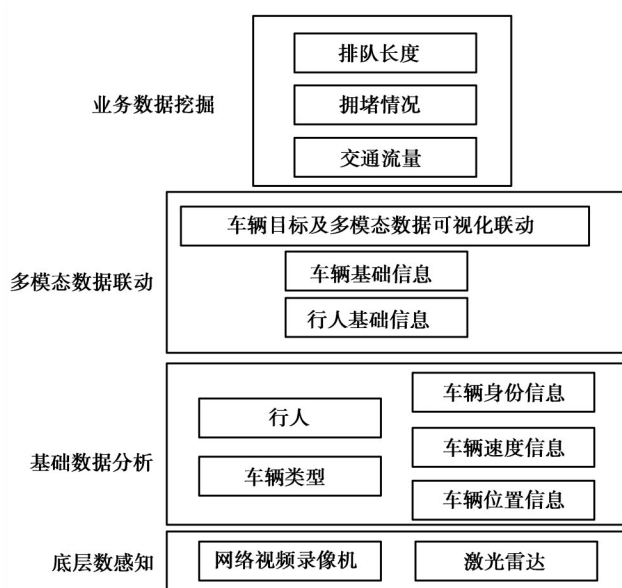 排队长度
业务数据挖掘
拥堵情况
交通流量
车辆目标及多模态数据可视化联动
车辆基础信息
多模态数据联动
行人基础信息
车辆身份信息
行人
车辆速度信息
基础数据分析
车辆类型
车辆位置信息
底层数感知
网络视频录像机
激光雷达